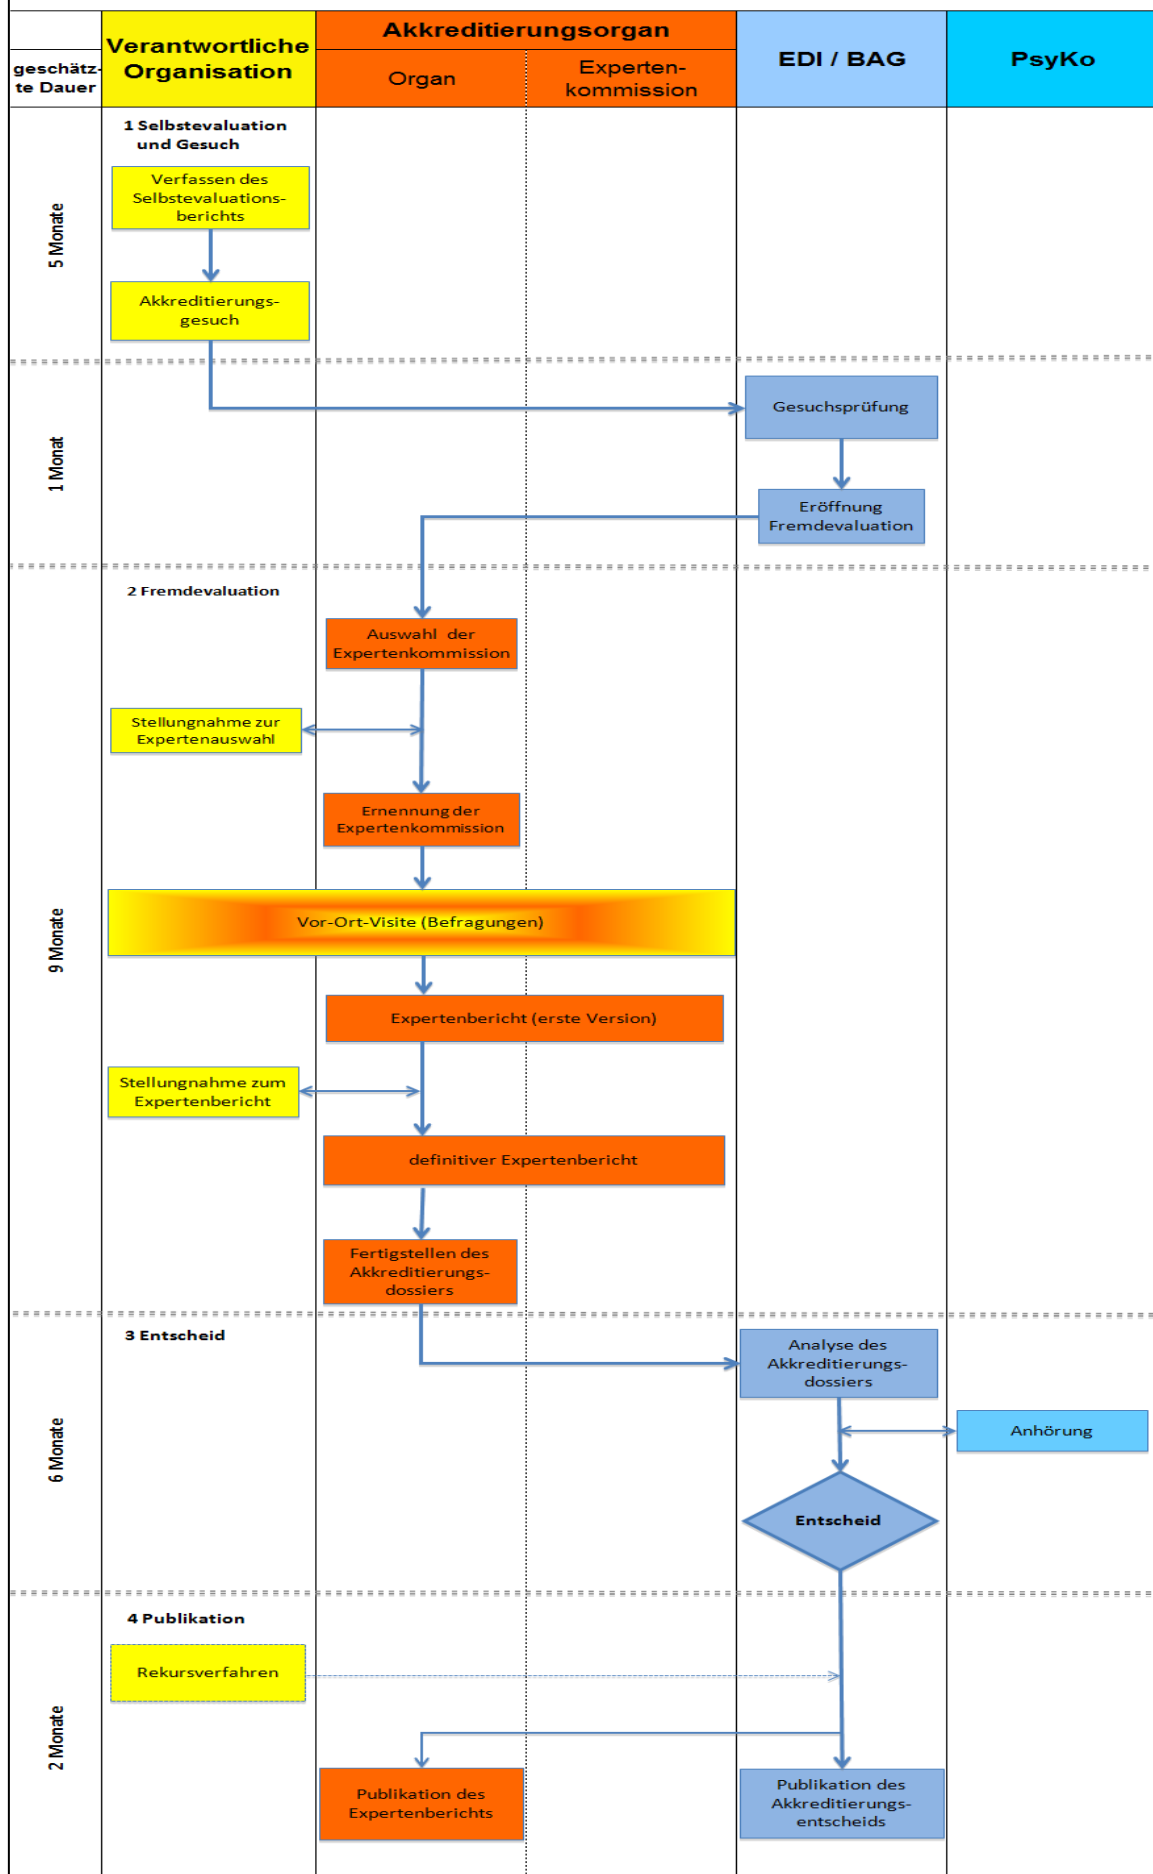 geschätz-
te Dauer
Verantwortliche
Organisation
Akkreditierungsorgan
Organ
Experten-
kommission
EDI / BAG
PsyKo
5 Monate
1 Selbstevaluation
und Gesuch
Verfassen des
Selbstevaluations-
berichts
Akkreditierungs-
gesuch
1 Monat
Gesuchsprüfung
Eröffnung
Fremdevaluation
9 Monate
2 Fremdevaluation
Auswahl der
Expertenkommission
Stellungnahme zur
Expertenauswahl
Ernennung der
Expertenkommission
Vor-Ort-Visite (Befragungen)
Expertenbericht (erste Version)
Stellungnahme zum
Expertenbericht
definitiver Expertenbericht
Fertigstellen des
Akkreditierungs-
dossiers
6 Monate
3 Entscheid
Analyse des
Akkreditierungs-
dossiers
Anhörung
Entscheid
2 Monate
4 Publikation
Rekursverfahren
Publikation des
Expertenberichts
Publikation des
Akkreditierungs-
entscheids